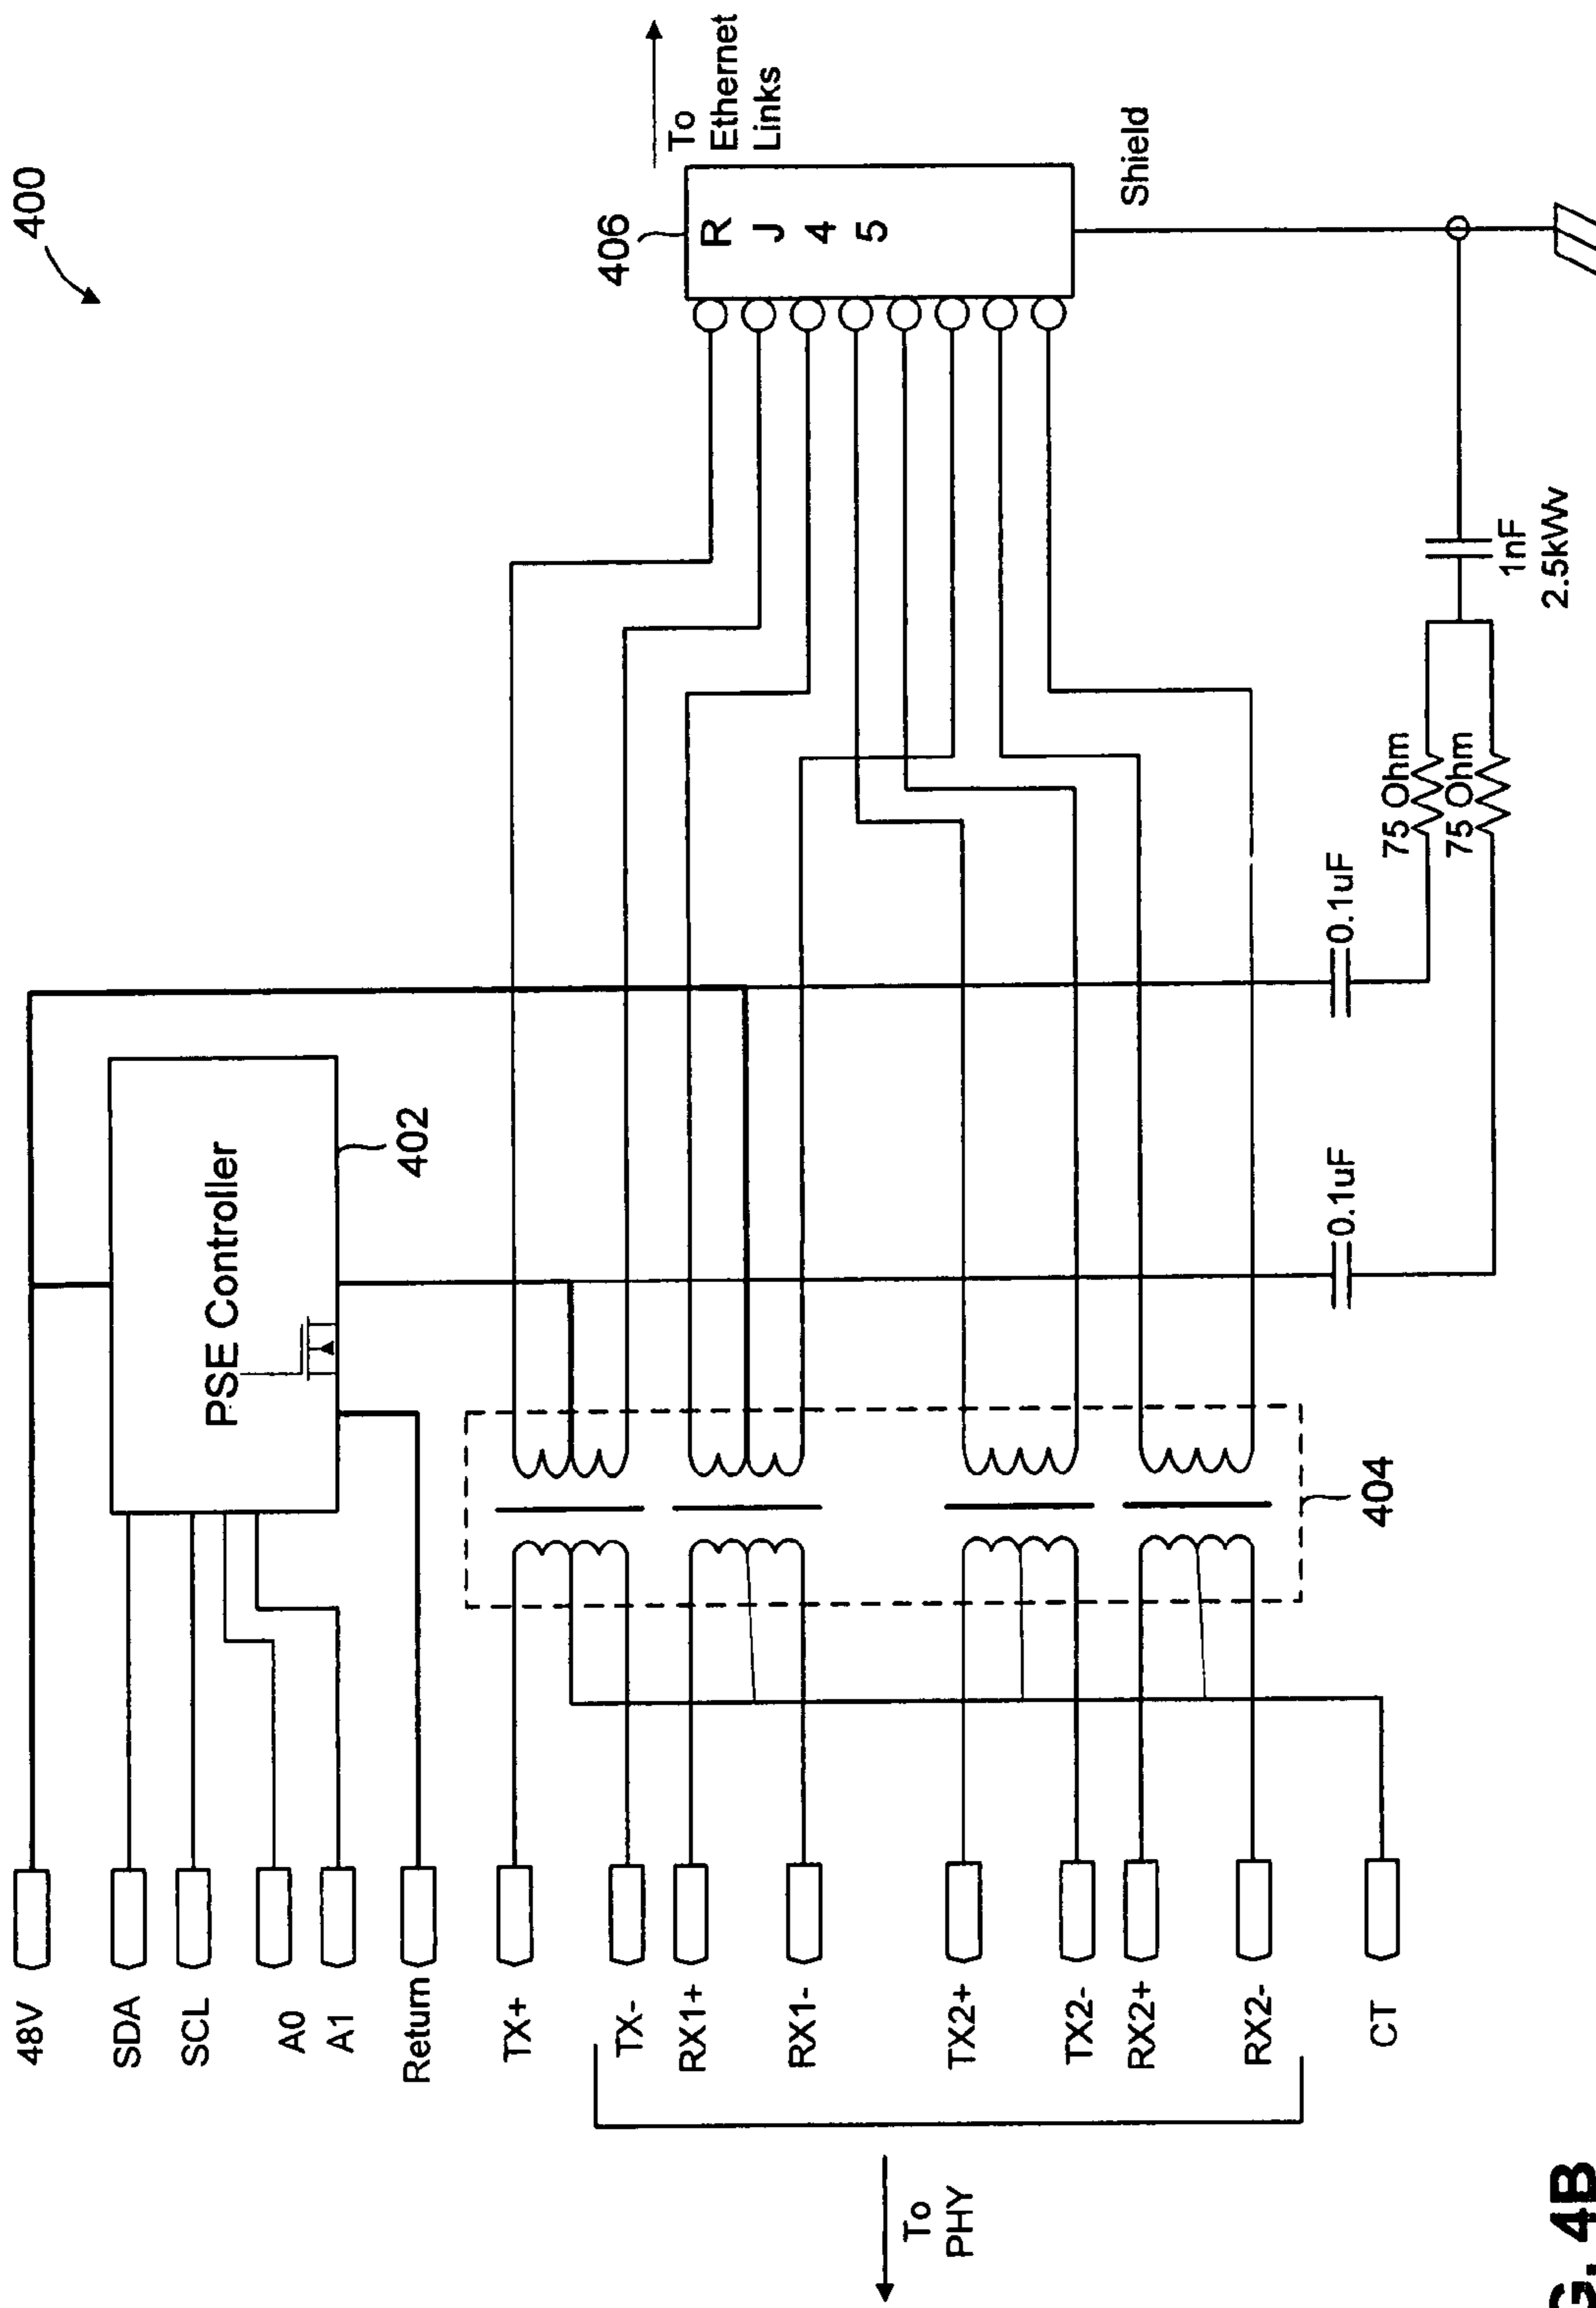 400
48V
SDA
SCL
A0
A1
Return
PSE Controller
402
TX+
TX-
RX1+
RX1-
TX2+
TX2-
RX2+
RX2-
CT
To
PHY
404
406
R
J
4
5
To
Ethernet
Links
Shield
0.1uF
0.1uF
75 Ohm
75 Ohm
1nF
2.5kWv
G. 4B